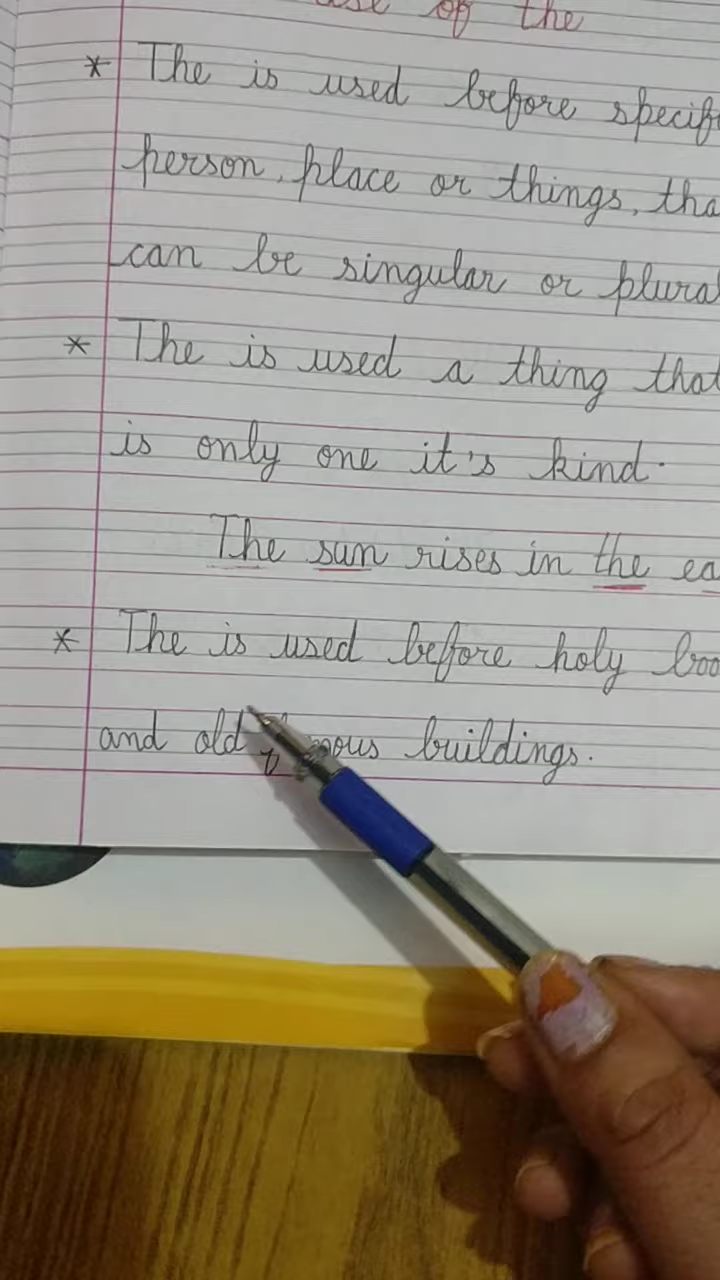 use of the
* The is used before specif
person, place or things, tha
can be singular or plural
* The is used a thing that
is only one it's kind.
The sun rises in the ea
* The is used before holy boo
and old buildings.